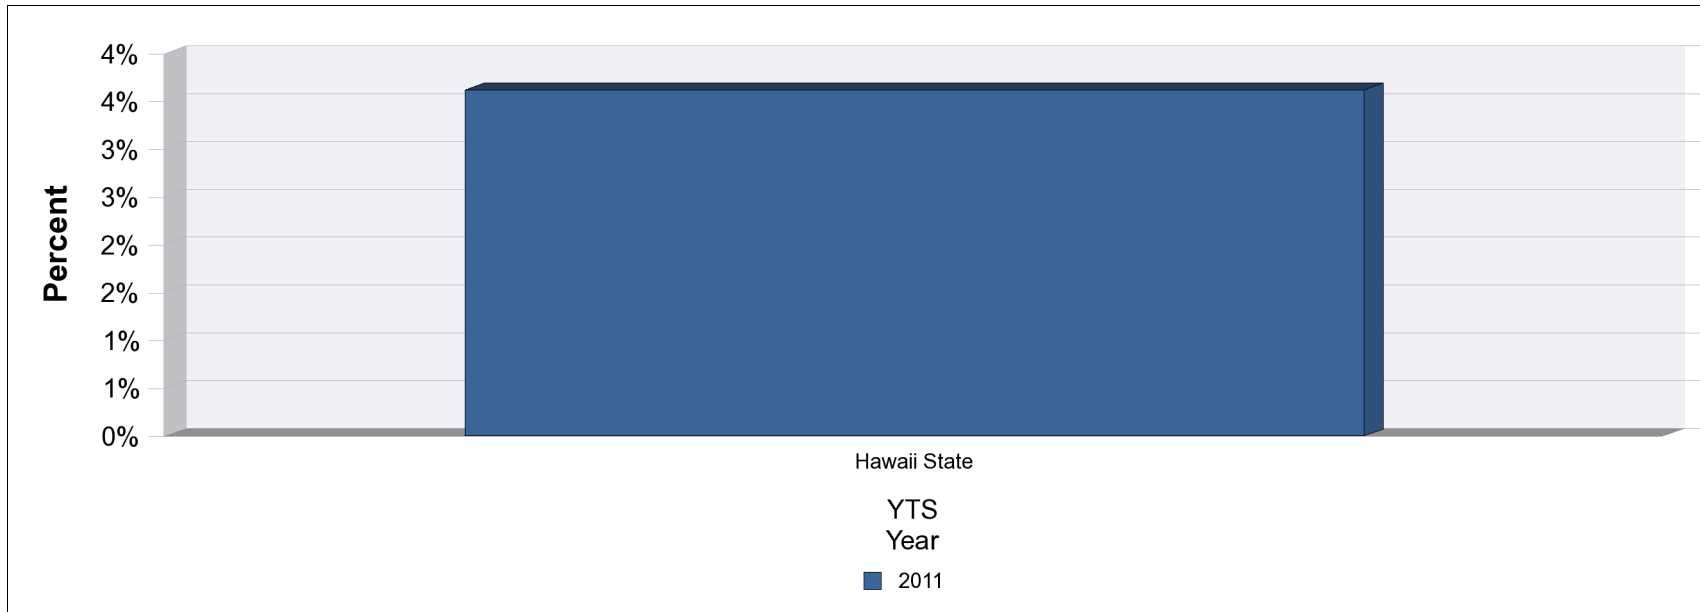 4%
4%
3%
3%
2%
2%
1%
1%
0%
Percent
Hawaii State
YTS
Year
2011